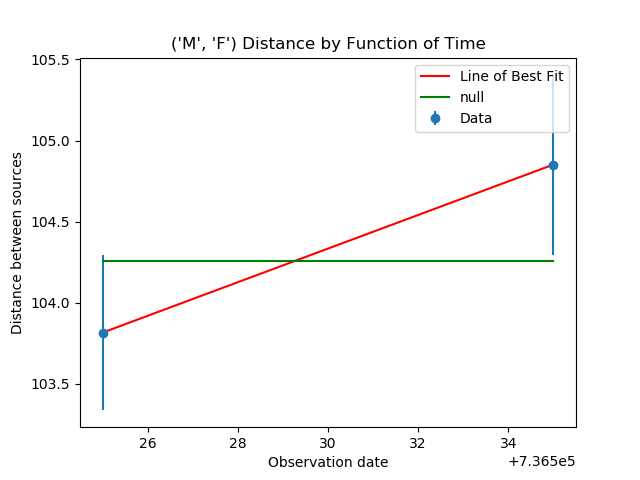 ('M', 'F') Distance by Function of Time
Distance between sources
105.5
105.0
104.5
104.0
103.5
Line of Best Fit
null
Data
26
28
30
32
34
Observation date
+7.365e5